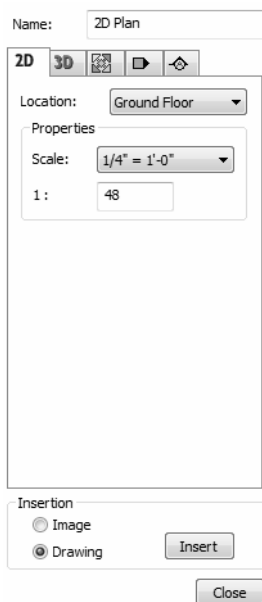 Name: 2D Plan
2D 3D
Location: Ground Floor
Properties
Scale: 1/4" = 1'-0"
1 : 48
Insertion
Image
Drawing Insert
Close